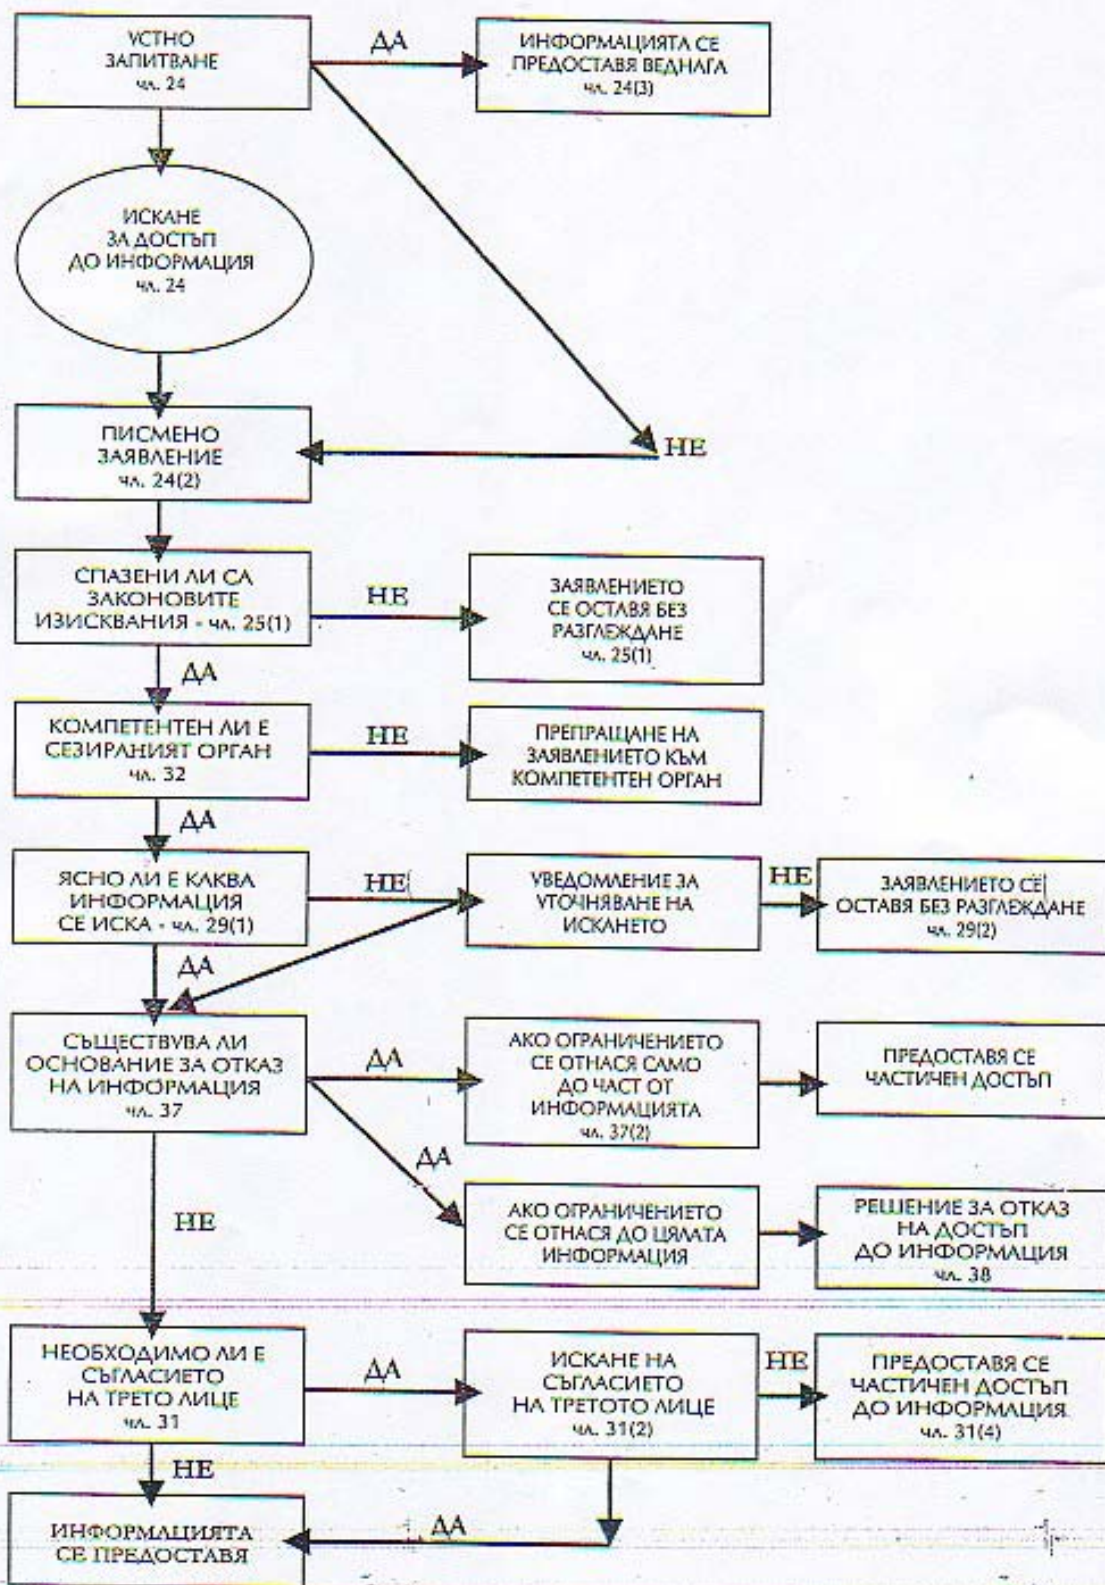 УСТНО
ЗАПИТВАНЕ
чл. 24
ДА
ИНФОРМАЦИЯТА СЕ
ПРЕДОСТАВЯ ВЕДНАГА
чл. 24(3)
ИСКАНЕ
ЗА ДОСТЪП
ДО ИНФОРМАЦИЯ
чл. 24
НЕ
ПИСМЕНО
ЗАЯВЛЕНИЕ
чл. 24(2)
СПАЗЕНИ ЛИ СА
ЗАКОНОВИТЕ
ИЗИСКВАНИЯ - чл. 25(1)
НЕ
ЗАЯВЛЕНИЕТО
СЕ ОСТАВЯ БЕЗ
РАЗГЛЕЖДАНЕ
чл. 25(1)
ДА
КОМПЕТЕНТЕН ЛИ Е
СЕЗИРАНИЯТ ОРГАН
чл. 32
НЕ
ПРЕПРАЩАНЕ НА
ЗАЯВЛЕНИЕТО КЪМ
КОМПЕТЕНТЕН ОРГАН
ДА
ЯСНО ЛИ Е КАКВА
ИНФОРМАЦИЯ
СЕ ИСКА - чл. 29(1)
НЕ
УВЕДОМЛЕНИЕ ЗА
УТОЧНЯВАНЕ НА
ИСКАНЕТО
НЕ
ЗАЯВЛЕНИЕТО СЕ
ОСТАВЯ БЕЗ РАЗГЛЕЖДАНЕ
чл. 29(2)
ДА
СЪЩЕСТВУВА ЛИ
ОСНОВАНИЕ ЗА ОТКАЗ
НА ИНФОРМАЦИЯ
чл. 37
ДА
АКО ОГРАНИЧЕНИЕТО
СЕ ОТНАСЯ САМО
ДО ЧАСТ ОТ
ИНФОРМАЦИЯТА
чл. 37(2)
ПРЕДОСТАВЯ СЕ
ЧАСТИЧЕН ДОСТЪП
ДА
АКО ОГРАНИЧЕНИЕТО
СЕ ОТНАСЯ ДО ЦЯЛАТА
ИНФОРМАЦИЯ
РЕШЕНИЕ ЗА ОТКАЗ
НА ДОСТЪП
ДО ИНФОРМАЦИЯ
чл. 38
НЕ
НЕОБХОДИМО ЛИ Е
СЪГЛАСИЕТО
НА ТРЕТО ЛИЦЕ
чл. 31
ДА
ИСКАНЕ НА
СЪГЛАСИЕТО
НА ТРЕТОТО ЛИЦЕ
чл. 31(2)
НЕ
ПРЕДОСТАВЯ СЕ
ЧАСТИЧЕН ДОСТЪП
ДО ИНФОРМАЦИЯ
чл. 31(4)
НЕ
ИНФОРМАЦИЯТА
СЕ ПРЕДОСТАВЯ
ДА